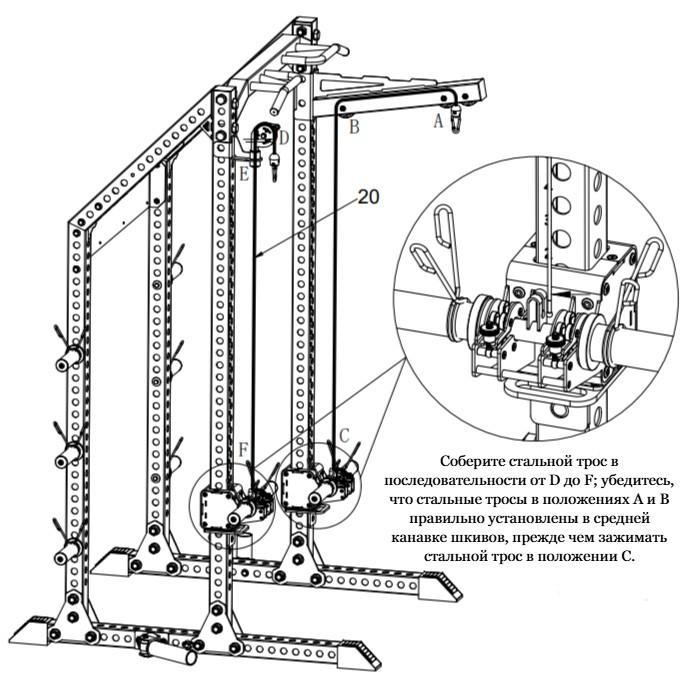 B
A
D
E
20
F
C
Соберите стальной трос в
последовательности от D до F; убедитесь,
что стальные тросы в положениях A и B
правильно установлены в средней
канавке шкивов, прежде чем зажимать
стальной трос в положении C.